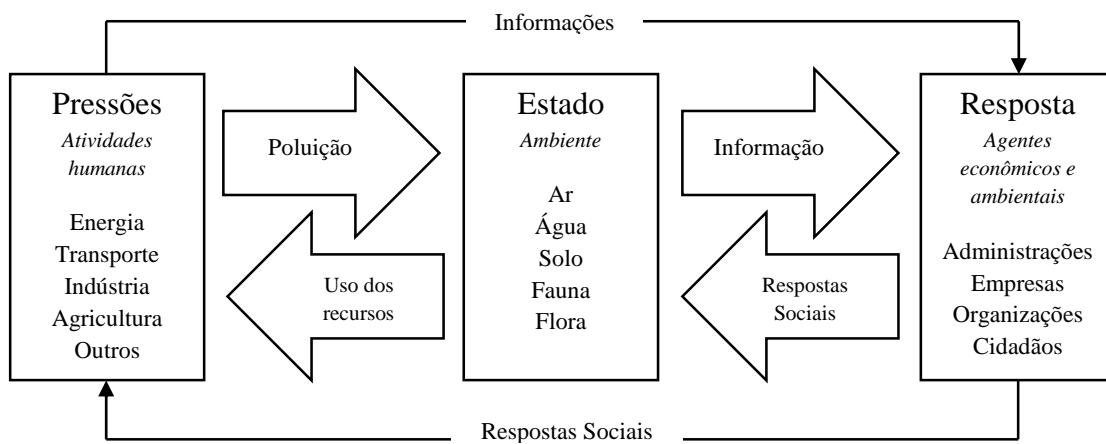 Informações
Pressões
Atividades
humanas
Energia
Transporte
Indústria
Agricultura
Outros
Poluição
Uso dos
recursos
Estado
Ambiente
Ar
Água
Solo
Fauna
Flora
Informação
Respostas
Sociais
Resposta
Agentes
econômicos e
ambientais
Administrações
Empresas
Organizações
Cidadãos
Respostas Sociais